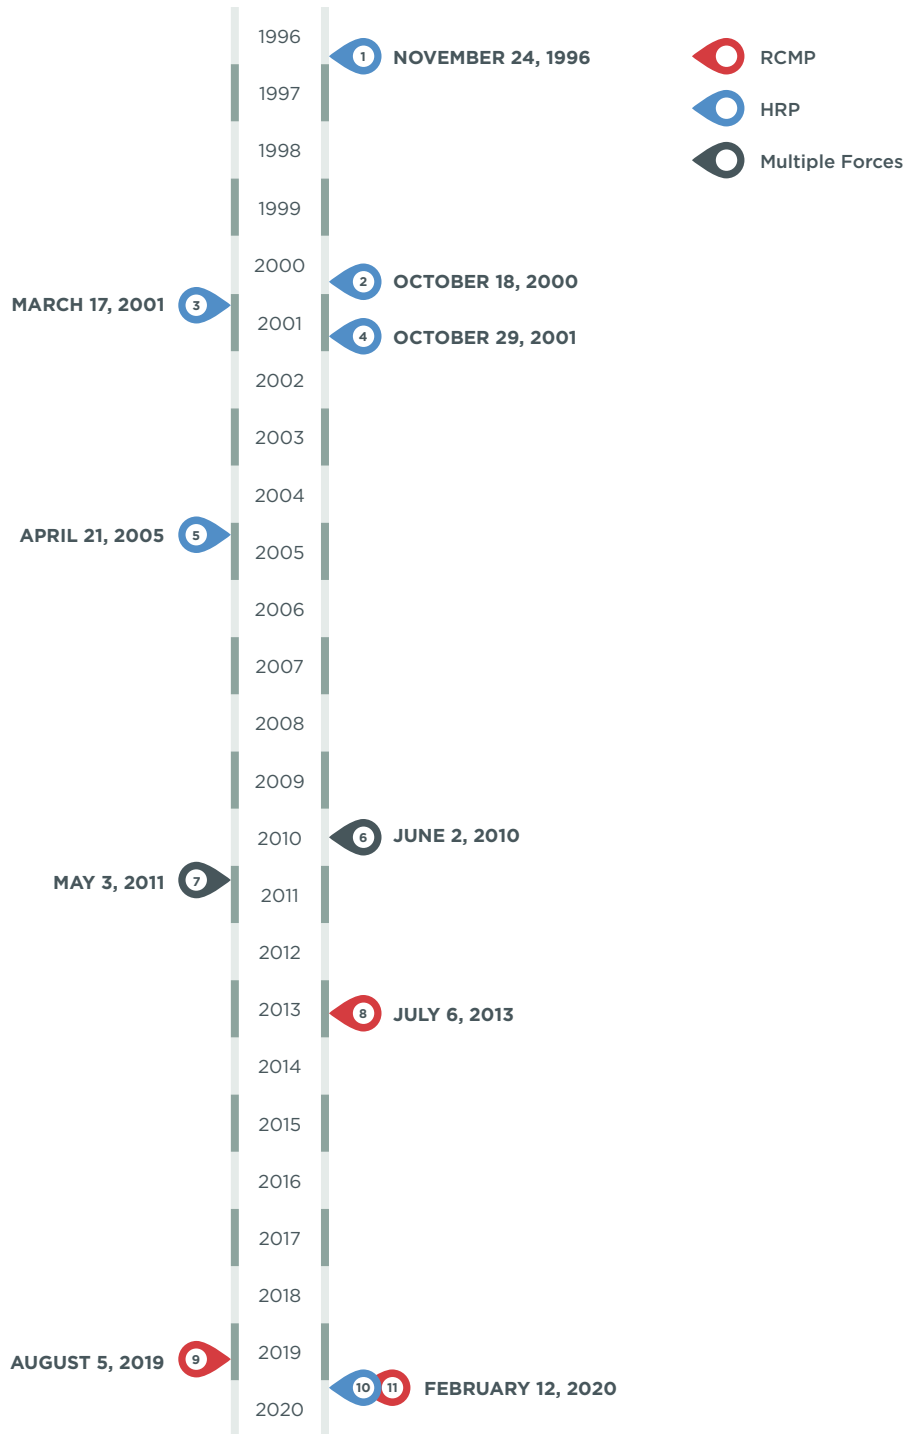 1996
1 NOVEMBER 24, 1996
RCMP
1997
HRP
1998
Multiple Forces
1999
2000
2 OCTOBER 18, 2000
MARCH 17, 2001 3
2001
4 OCTOBER 29, 2001
2002
2003
2004
APRIL 21, 2005 5
2005
2006
2007
2008
2009
2010
6 JUNE 2, 2010
MAY 3, 2011 7
2011
2012
2013
8 JULY 6, 2013
2014
2015
2016
2017
2018
2019
AUGUST 5, 2019 9
10 11 FEBRUARY 12, 2020
2020